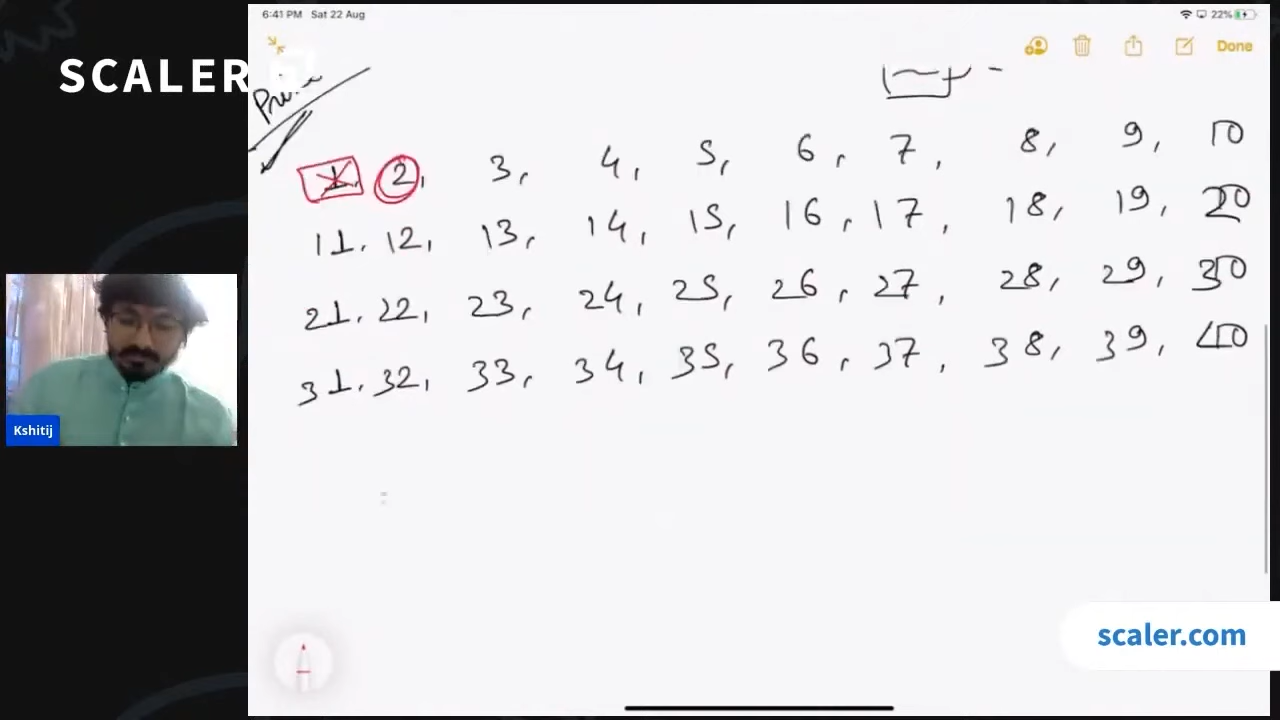 6:41 PM Sat 22 Aug
22%
SCALER
Done
1, 2, 3, 4, 5, 6, 7, 8, 9, 10
11, 12, 13, 14, 15, 16, 17, 18, 19, 20
21, 22, 23, 24, 25, 26, 27, 28, 29, 30
31, 32, 33, 34, 35, 36, 37, 38, 39, 40
Kshitij
scaler.com